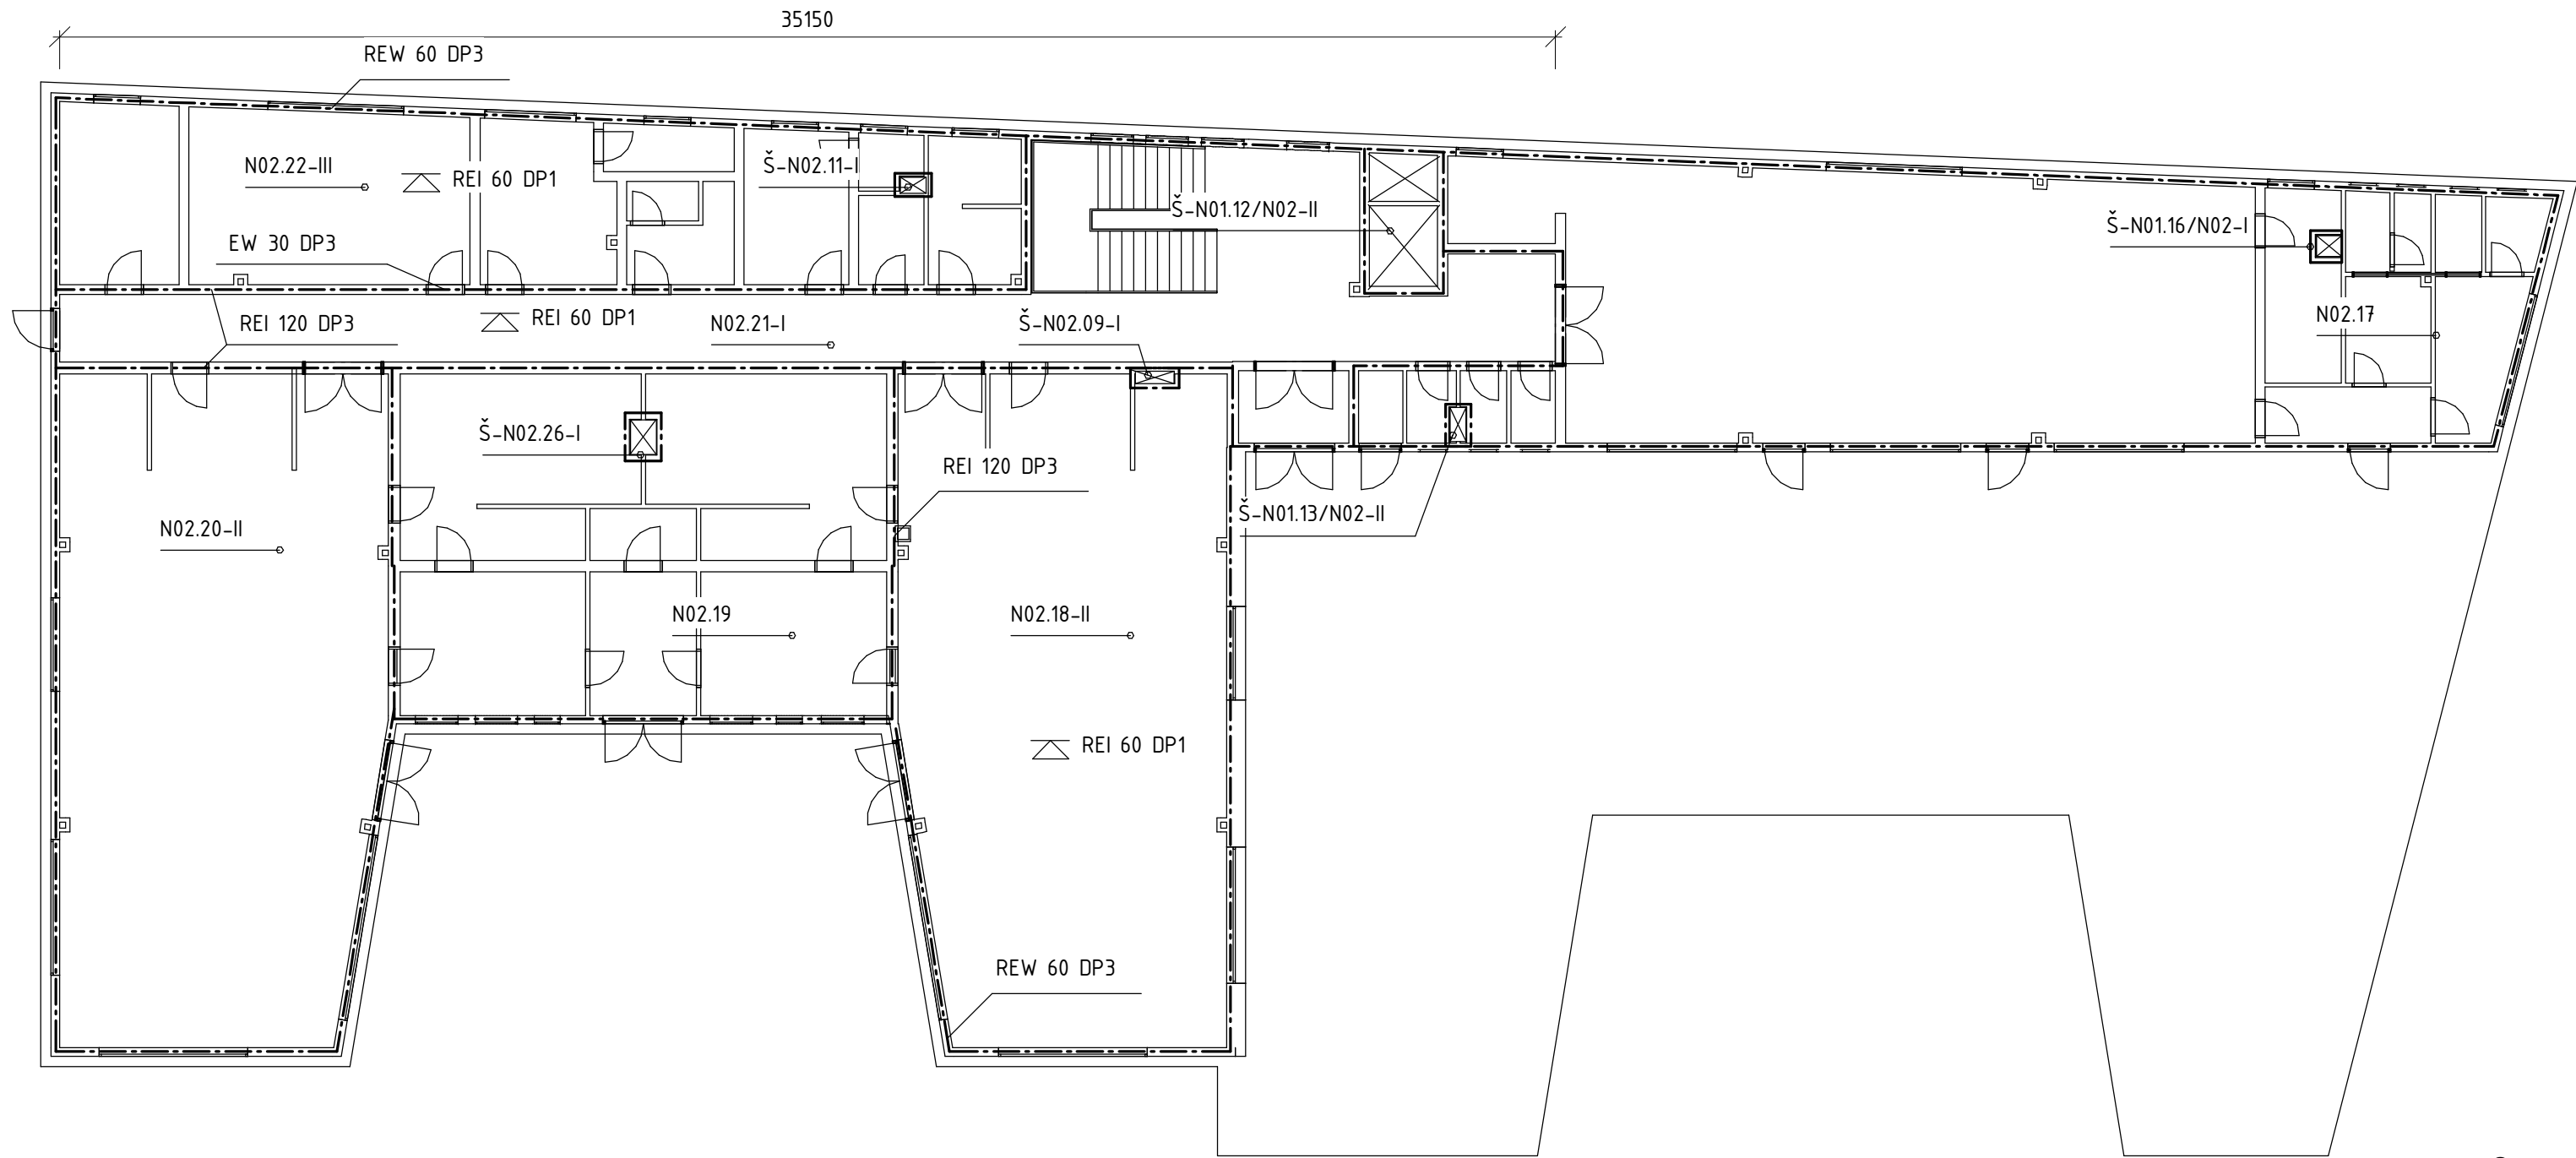 35150
REW 60 DP3
N02.22-III
REI 60 DP1
Š-N02.11-I
Š-N01.12/N02-II
Š-N01.16/N02-I
EW 30 DP3
REI 120 DP3
REI 60 DP1
N02.21-I
Š-N02.09-I
N02.17
Š-N02.26-I
REI 120 DP3
Š-N01.13/N02-II
N02.20-II
N02.19
N02.18-II
REI 60 DP1
REW 60 DP3